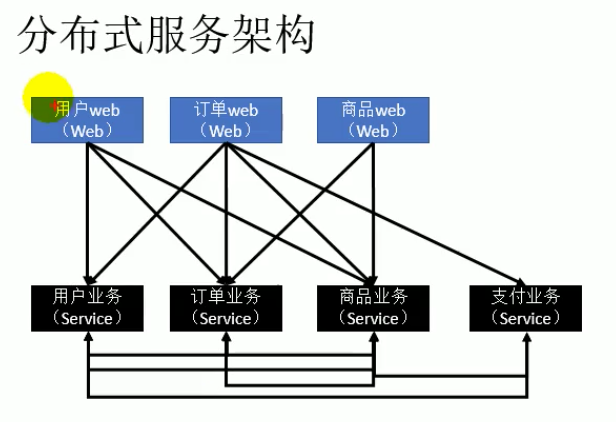 分布式服务架构
用户web
（Web）
订单web
（Web）
商品web
（Web）
用户业务
（Service）
订单业务
（Service）
商品业务
（Service）
支付业务
（Service）